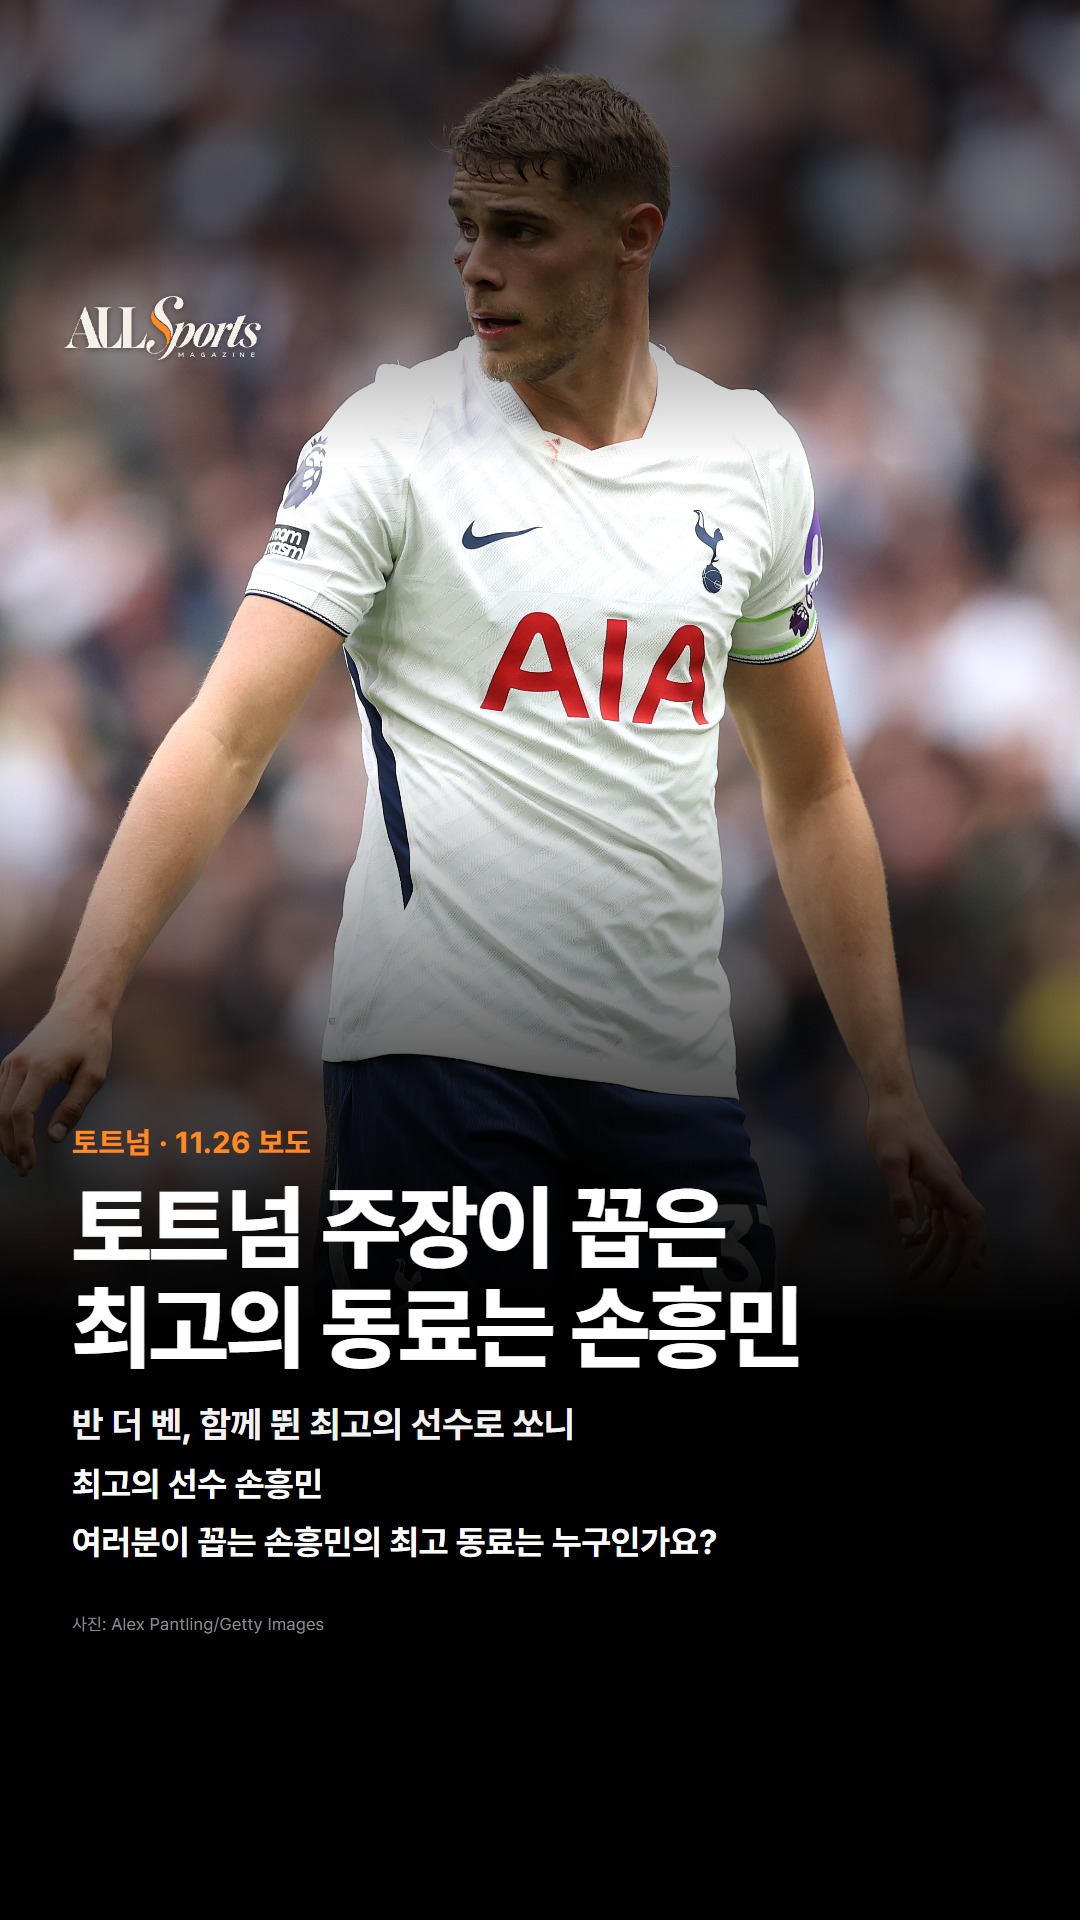 ALL Sports
MAGAZINE
room
racism
AIA
토트넘 · 11.26 보도
토트넘 주장이 꼽은
최고의 동료는 손흥민
반 더 벤, 함께 뛴 최고의 선수로 쏘니
최고의 선수 손흥민
여러분이 꼽는 손흥민의 최고 동료는 누구인가요?
사진: Alex Pantling/Getty Images